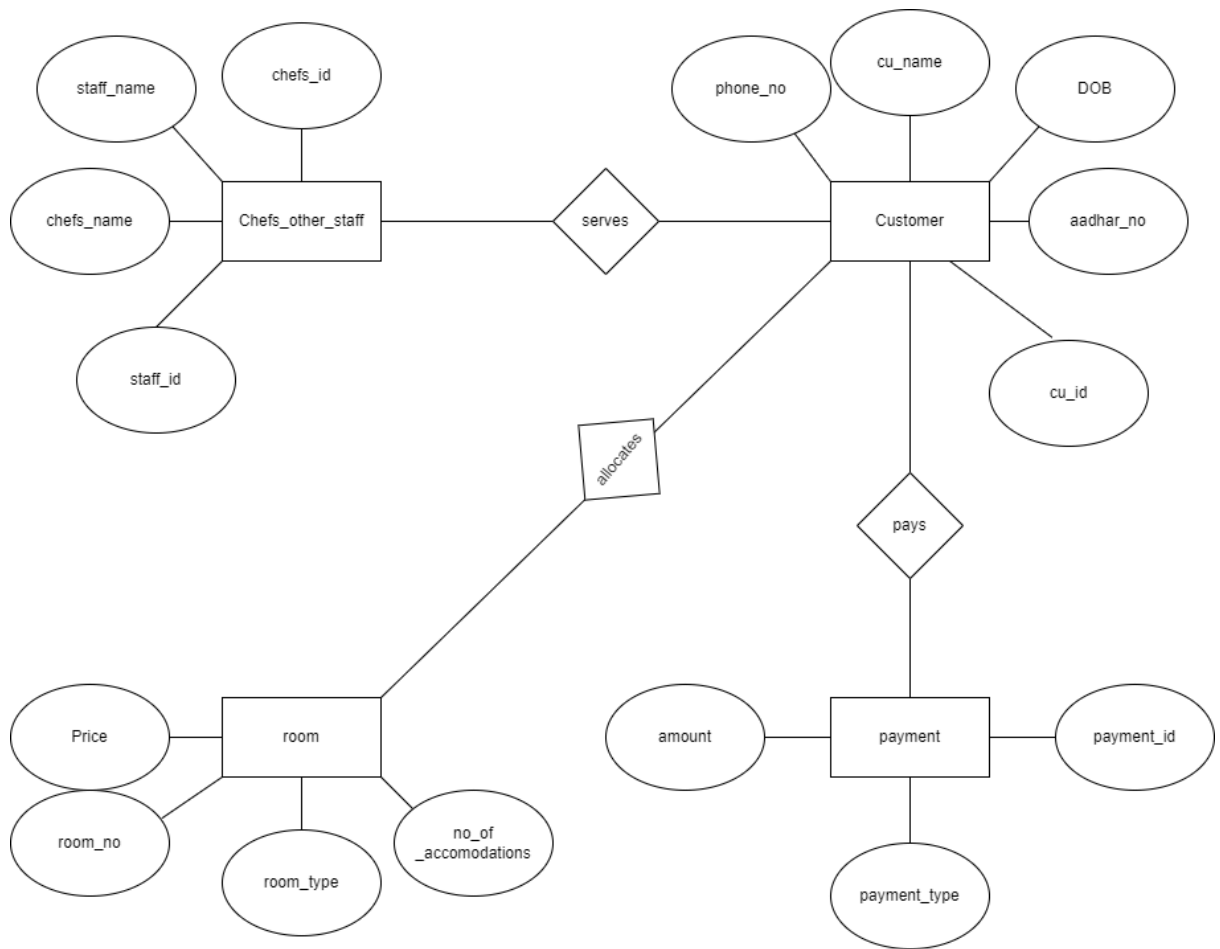 cu_name
chefs_id
staff_name
phone_no
DOB
chefs_name
Chefs_other_staff
serves
Customer
aadhar_no
staff_id
cu_id
allocates
pays
Price
room
amount
payment
payment_id
room_no
no_of
_accomodations
room_type
payment_type